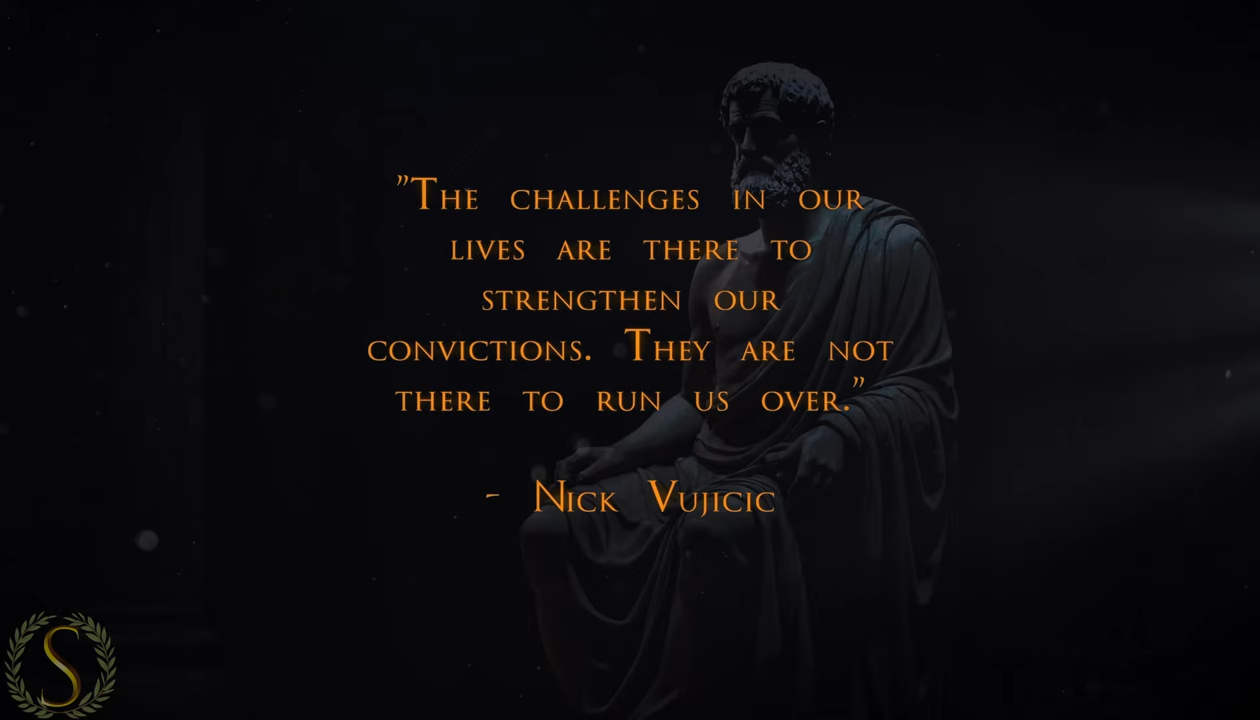 ”The challenges in our
lives are there to
strengthen our
convictions. They are not
there to run us over.”
- Nick Vujicic
S